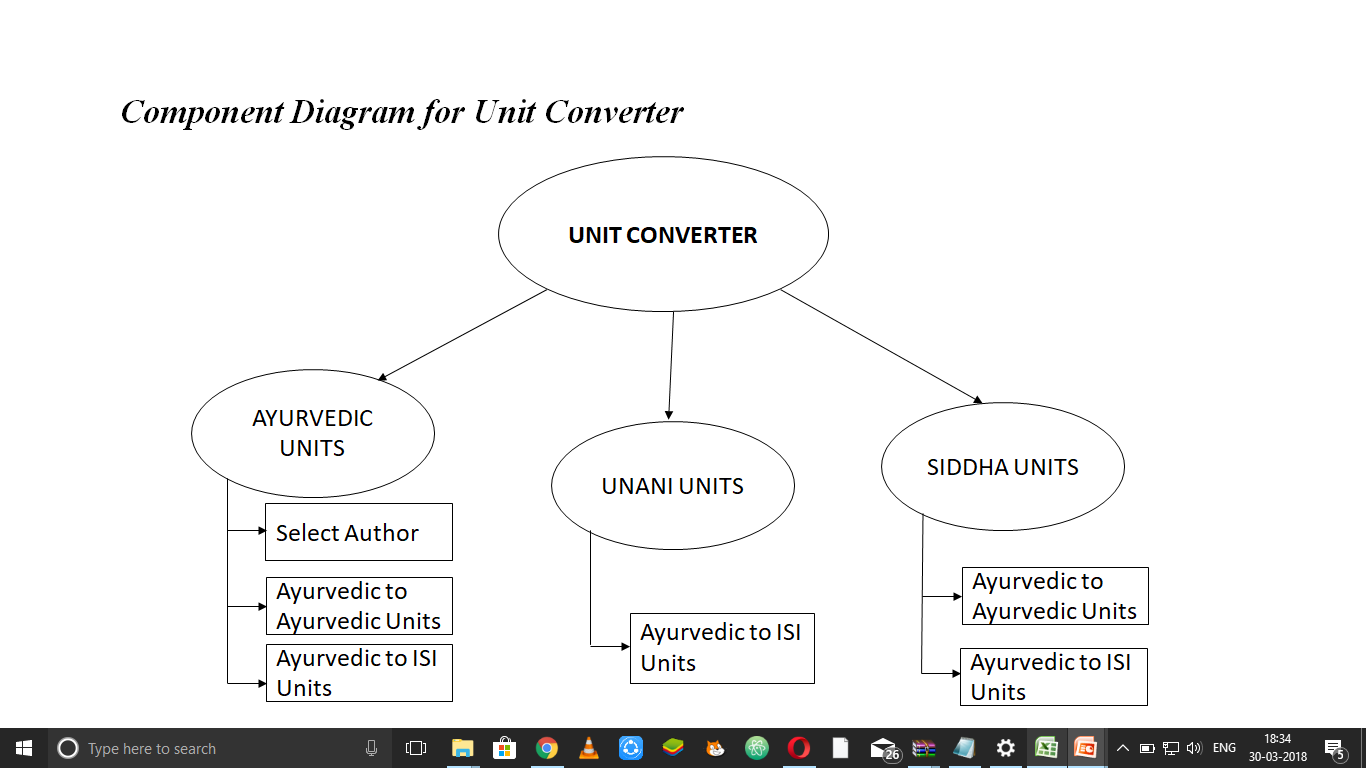 Component Diagram for Unit Converter
UNIT CONVERTER
AYURVEDIC
UNITS
Select Author
Ayurvedic to
Ayurvedic Units
Ayurvedic to ISI
Units
UNANI UNITS
Ayurvedic to ISI
Units
SIDDHA UNITS
Ayurvedic to
Ayurvedic Units
Ayurvedic to ISI
Units
Type here to search
26
ENG
18:34
30-03-2018
5